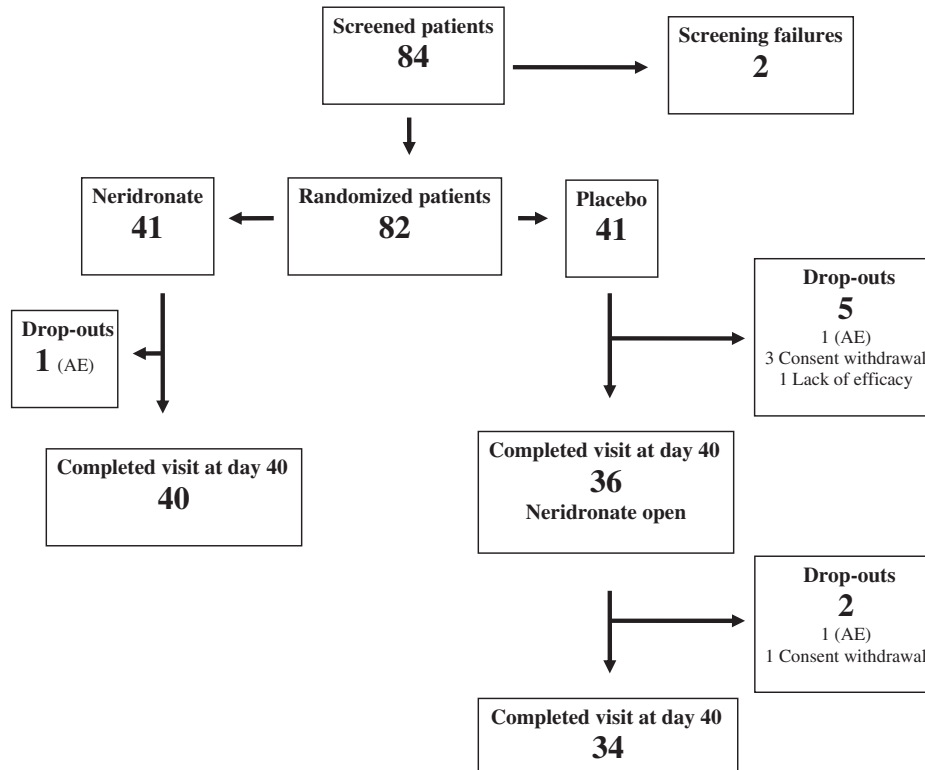 Screened patients
84
Screening failures
2
Neridronate
41
Randomized patients
82
Placebo
41
Drop-outs
1 (AE)
Drop-outs
5
1 (AE)
3 Consent withdrawal
1 Lack of efficacy
Completed visit at day 40
40
Completed visit at day 40
36
Neridronate open
Drop-outs
2
1 (AE)
1 Consent withdrawal
Completed visit at day 40
34